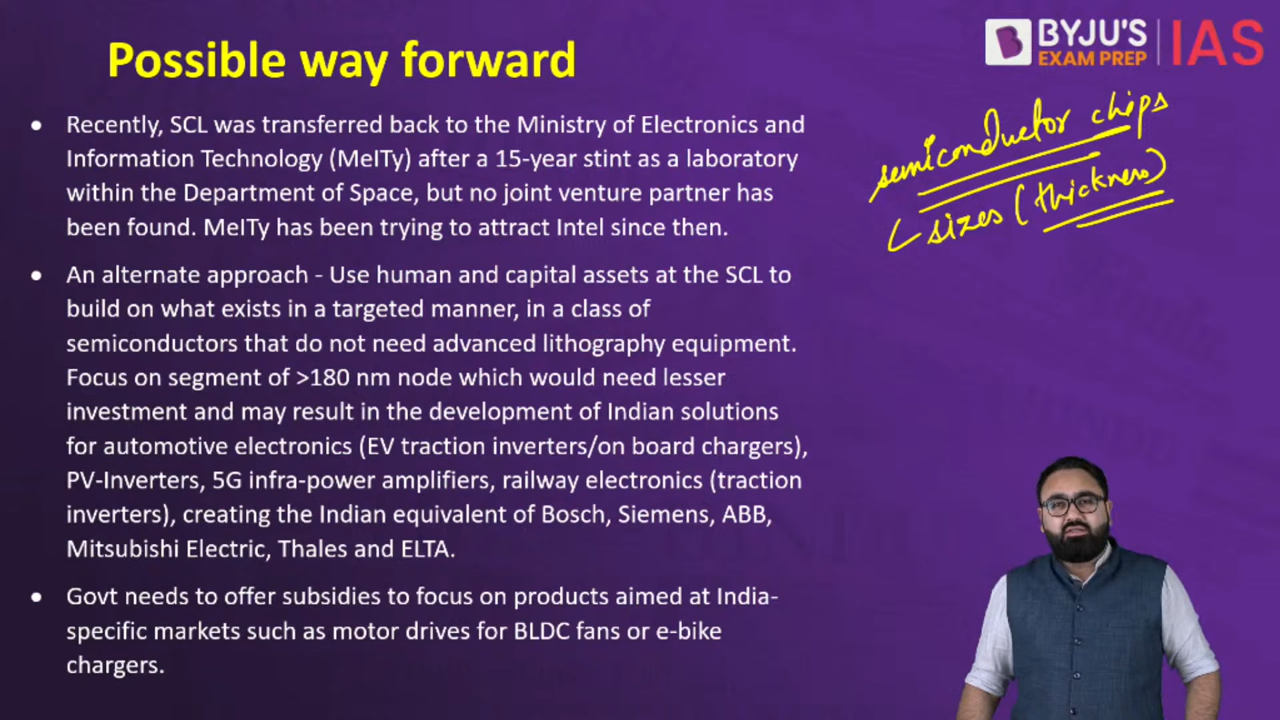 Possible way forward
BYJU'S
EXAM PREP
IAS
• Recently, SCL was transferred back to the Ministry of Electronics and
Information Technology (MeITy) after a 15-year stint as a laboratory
within the Department of Space, but no joint venture partner has
been found. MeITy has been trying to attract Intel since then.
• An alternate approach - Use human and capital assets at the SCL to
build on what exists in a targeted manner, in a class of
semiconductors that do not need advanced lithography equipment.
Focus on segment of >180 nm node which would need lesser
investment and may result in the development of Indian solutions
for automotive electronics (EV traction inverters/on board chargers),
PV-Inverters, 5G infra-power amplifiers, railway electronics (traction
inverters), creating the Indian equivalent of Bosch, Siemens, ABB,
Mitsubishi Electric, Thales and ELTA.
• Govt needs to offer subsidies to focus on products aimed at India-
specific markets such as motor drives for BLDC fans or e-bike
chargers.
semiconductor chips
sizes (thickness)